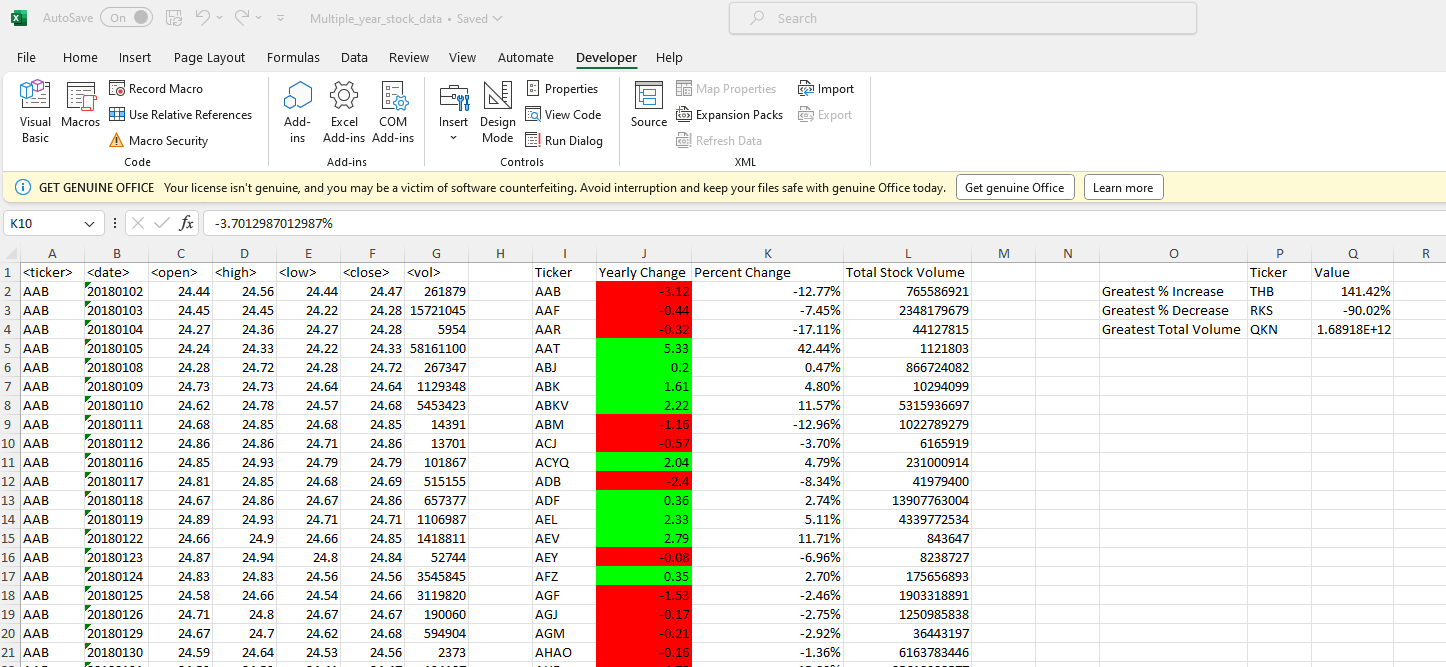 AutoSave On Multiple_year_stock_data • Saved Search
File Home Insert Page Layout Formulas Data Review View Automate Developer Help
Visual Basic Macros Record Macro Use Relative References Macro Security Code
Add-ins Excel Add-ins COM Add-ins Add-ins
Insert Design Mode Properties View Code Run Dialog Controls
Source Map Properties Expansion Packs Refresh Data Import Export XML
GET GENUINE OFFICE Your license isn't genuine, and you may be a victim of software counterfeiting. Avoid interruption and keep your files safe with genuine Office today. Get genuine Office Learn more
K10 fx -3.7012987012987%
A B C D E F G H I J K L M N O P Q R
1 <ticker> <date> <open> <high> <low> <close> <vol> Ticker Yearly Change Percent Change Total Stock Volume Ticker Value
2 AAB 20180102 24.44 24.56 24.44 24.47 261879 AAB -3.12 -12.77% 765586921 Greatest % Increase THB 141.42%
3 AAB 20180103 24.45 24.45 24.22 24.28 15721045 AAF -0.44 -7.45% 2348179679 Greatest % Decrease RKS -90.02%
4 AAB 20180104 24.27 24.36 24.27 24.28 5954 AAR -0.32 -17.11% 44127815 Greatest Total Volume QKN 1.68918E+12
5 AAB 20180105 24.24 24.33 24.22 24.33 58161100 AAT 5.33 42.44% 1121803
6 AAB 20180108 24.28 24.72 24.28 24.72 267347 ABJ 0.2 0.47% 866724082
7 AAB 20180109 24.73 24.73 24.64 24.64 1129348 ABK 1.61 4.80% 10294099
8 AAB 20180110 24.62 24.78 24.57 24.68 5453423 ABKV 2.22 11.57% 5315936697
9 AAB 20180111 24.68 24.85 24.68 24.85 14391 ABM -1.16 -12.96% 1022789279
10 AAB 20180112 24.86 24.86 24.71 24.86 13701 ACJ -0.57 -3.70% 6165919
11 AAB 20180116 24.85 24.93 24.79 24.79 101867 ACYQ 2.04 4.79% 231000914
12 AAB 20180117 24.81 24.85 24.68 24.69 515155 ADB -2.4 -8.34% 41979400
13 AAB 20180118 24.67 24.86 24.67 24.86 657377 ADF 0.36 2.74% 13907763004
14 AAB 20180119 24.89 24.93 24.71 24.71 1106987 AEL 2.33 5.11% 4339772534
15 AAB 20180122 24.66 24.9 24.66 24.85 1418811 AEV 2.79 11.71% 843647
16 AAB 20180123 24.87 24.94 24.8 24.84 52744 AEY -0.08 -6.96% 8238727
17 AAB 20180124 24.83 24.83 24.56 24.56 3545845 AFZ 0.35 2.70% 175656893
18 AAB 20180125 24.58 24.66 24.54 24.66 3119820 AGF -1.53 -2.46% 1903318891
19 AAB 20180126 24.71 24.8 24.67 24.67 190060 AGJ -0.17 -2.75% 1250985838
20 AAB 20180129 24.67 24.7 24.62 24.68 594904 AGM -0.21 -2.92% 36443197
21 AAB 20180130 24.59 24.64 24.53 24.56 2373 AHAO -0.16 -1.36% 6163783446